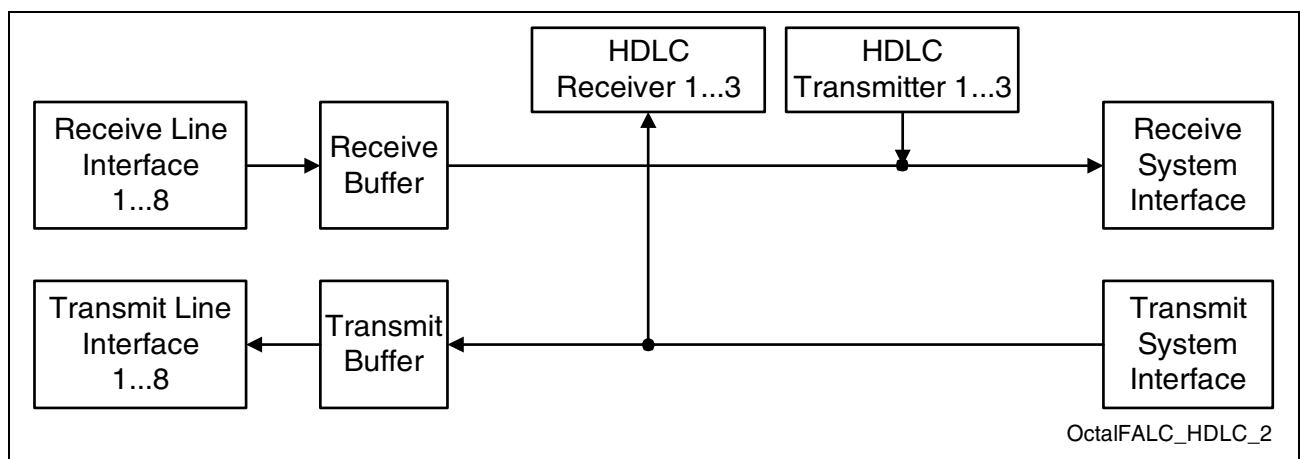 HDLC
Receiver 1...3
HDLC
Transmitter 1...3
Receive Line
Interface
1...8
Receive
Buffer
Receive
System
Interface
Transmit Line
Interface
1...8
Transmit
Buffer
Transmit
System
Interface
OctalFALC_HDLC_2